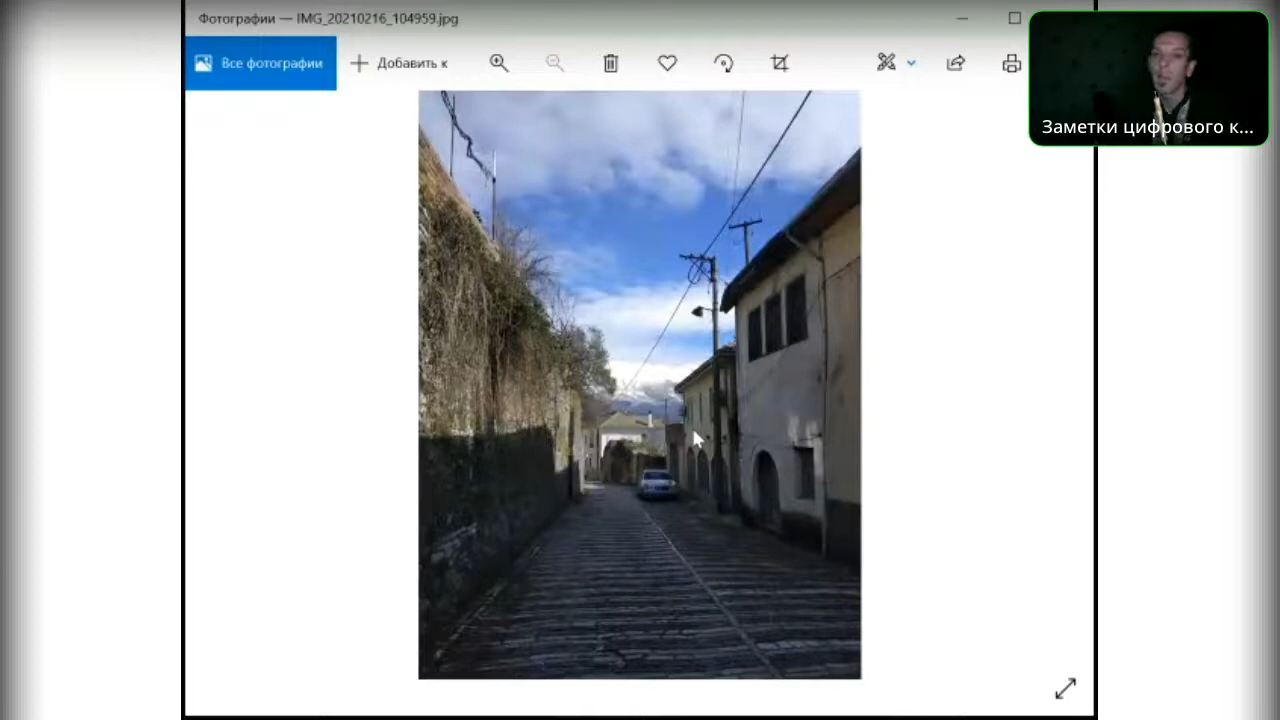 Фотографии — IMG_20210216_104959.jpg
Все фотографии
Добавить к
Заметки цифрового к...